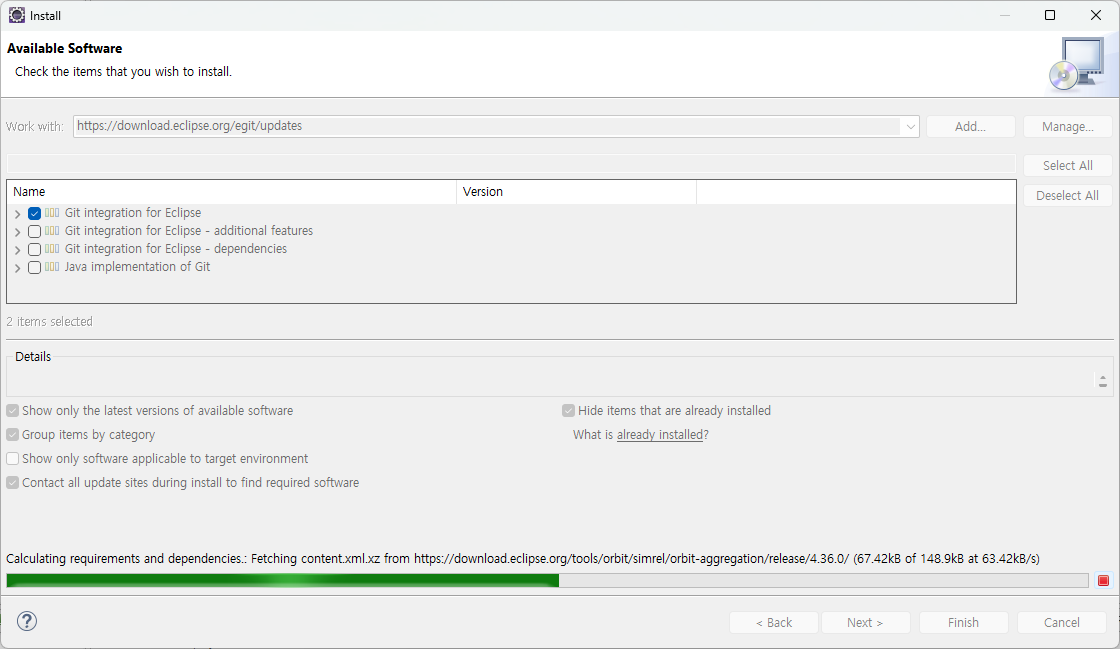 Install
Available Software
Check the items that you wish to install.
Work with: https://download.eclipse.org/egit/updates Add... Manage...
Select All
Name Version
Deselect All
Git integration for Eclipse
Git integration for Eclipse - additional features
Git integration for Eclipse - dependencies
Java implementation of Git
2 items selected
Details
Show only the latest versions of available software Hide items that are already installed
Group items by category What is already installed?
Show only software applicable to target environment
Contact all update sites during install to find required software
Calculating requirements and dependencies.: Fetching content.xml.xz from https://download.eclipse.org/tools/orbit/simrel/orbit-aggregation/release/4.36.0/ (67.42kB of 148.9kB at 63.42kB/s)
? < Back Next > Finish Cancel